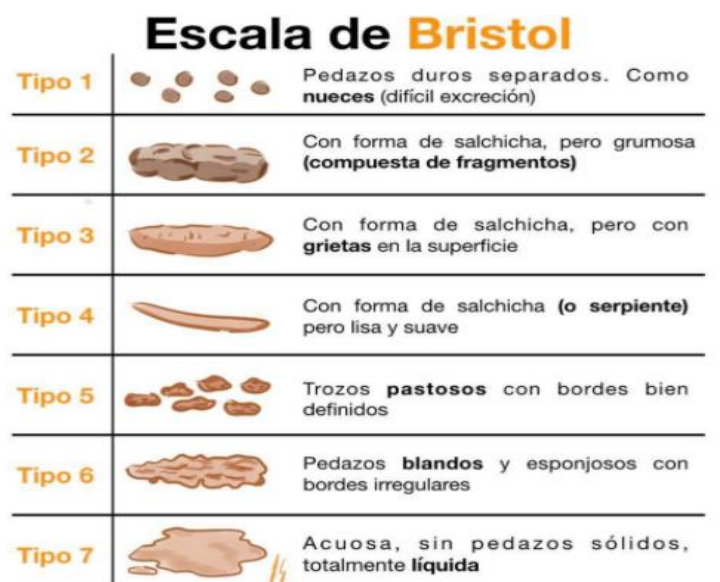 Escala de Bristol
Tipo 1
Pedazos duros separados. Como
nueces (difícil excreción)
Tipo 2
Con forma de salchicha, pero grumosa
(compuesta de fragmentos)
Tipo 3
Con forma de salchicha, pero con
grietas en la superficie
Tipo 4
Con forma de salchicha (o serpiente)
pero lisa y suave
Tipo 5
Trozos pastosos con bordes bien
definidos
Tipo 6
Pedazos blandos y esponjosos con
bordes irregulares
Tipo 7
Acuosa, sin pedazos sólidos,
totalmente líquida